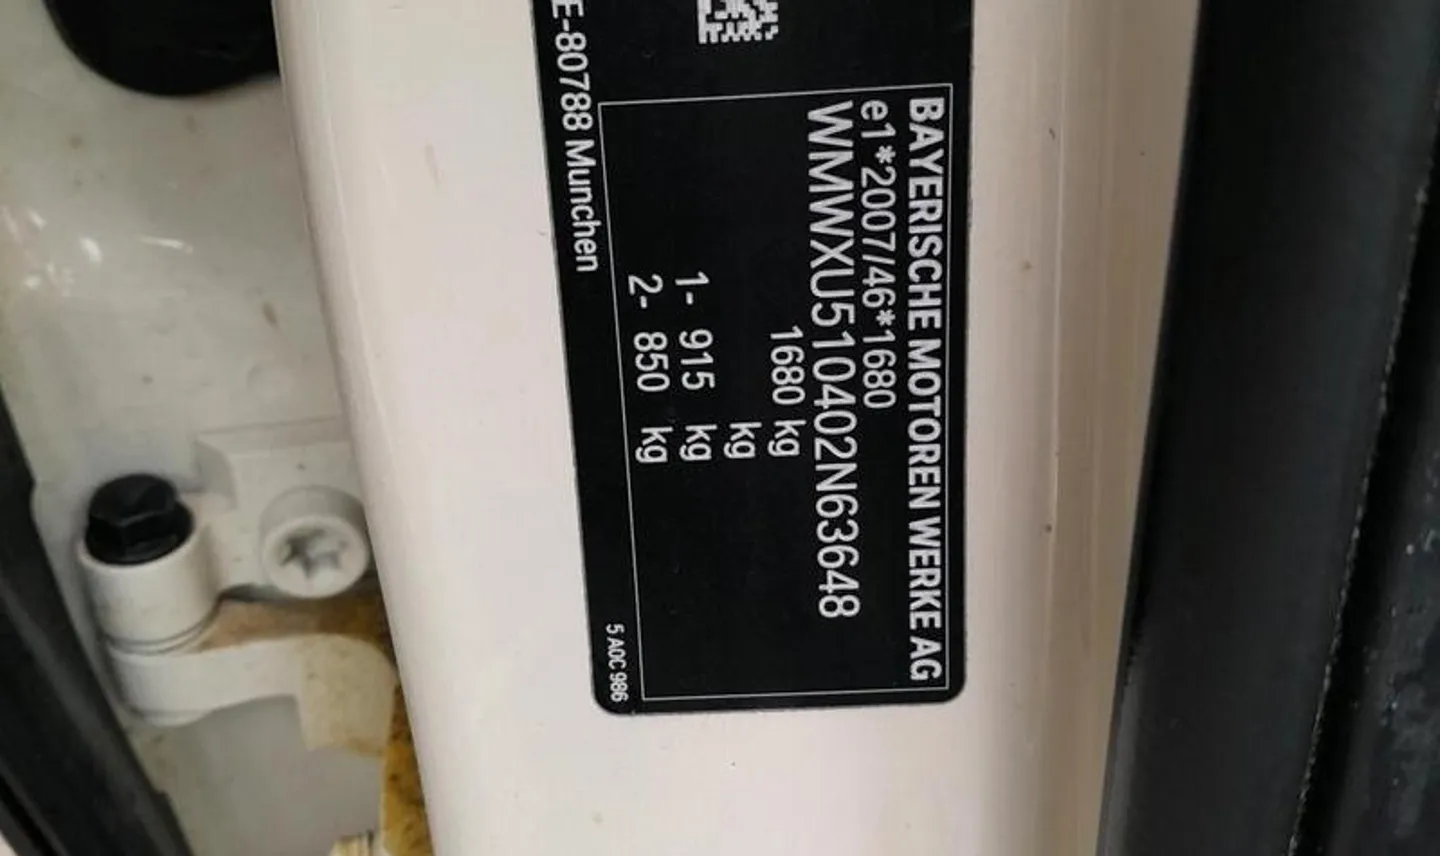 BAYERISCHE MOTOREN WERKE AG
e1*2007/46*1680
WMWXU510402N63648
1680 kg
kg
1- 915 kg
2- 850 kg
5 A0C 986
E-80788 Munchen